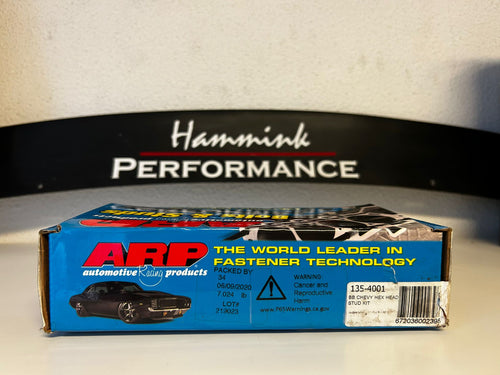 Hammink
PERFORMANCE
Bolts & Studs
ARP
automotive Racing products
THE WORLD LEADER IN
FASTENER TECHNOLOGY
PACKED BY
34
06/09/2020
7.024 lb
LOT#
219023
WARNING
Cancer and
Reproductive
Harm
www.P65Warnings.ca.gov
135-4001
BB CHEVY HEX HEAD
STUD KIT
672036002395